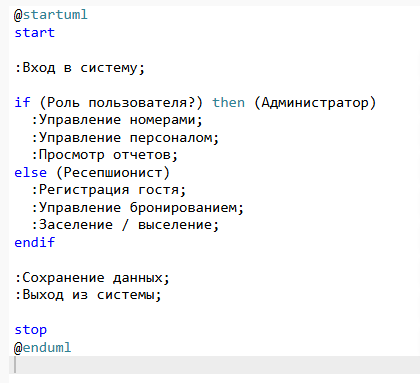 @startuml
start
:Вход в систему;
if (Роль пользователя?) then (Администратор)
:Управление номерами;
:Управление персоналом;
:Просмотр отчетов;
else (Ресепшионист)
:Регистрация гостя;
:Управление бронированием;
:Заселение / выселение;
endif
:Сохранение данных;
:Выход из системы;
stop
@enduml